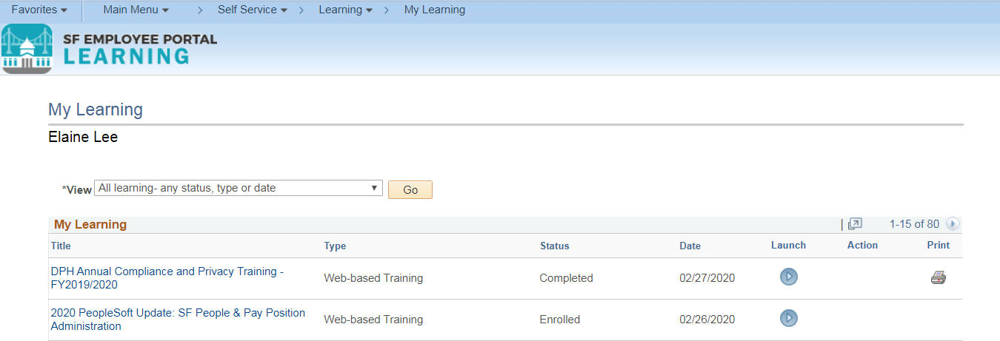 Favorites Main Menu Self Service Learning My Learning
SF EMPLOYEE PORTAL
LEARNING
My Learning
Elaine Lee
*View All learning- any status, type or date Go
My Learning 1-15 of 80
Title Type Status Date Launch Action Print
DPH Annual Compliance and Privacy Training -
FY2019/2020
Web-based Training Completed 02/27/2020
2020 PeopleSoft Update: SF People & Pay Position
Administration
Web-based Training Enrolled 02/26/2020